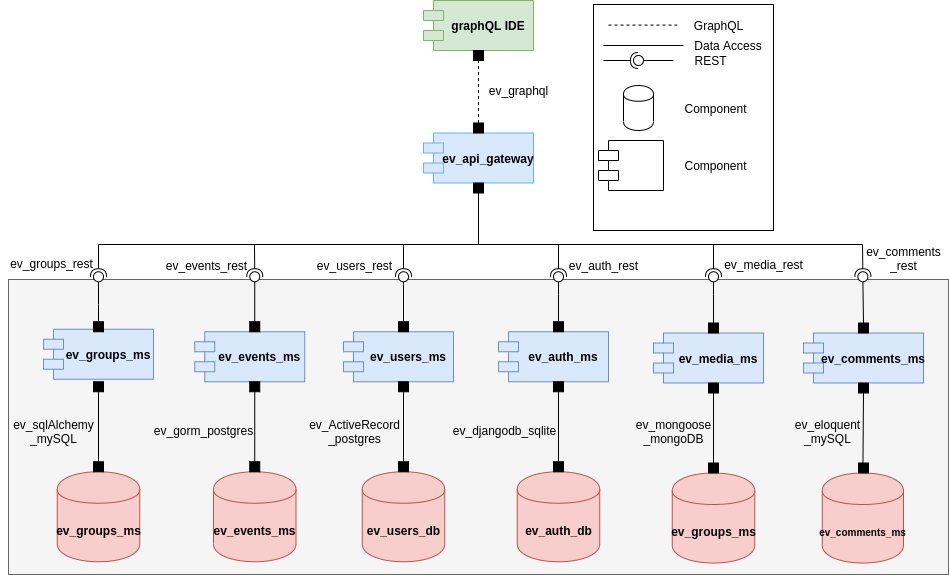 graphQL IDE
GraphQL
Data Access
REST
Component
Component
ev_graphql
ev_api_gateway
ev_groups_rest
ev_events_rest
ev_users_rest
ev_auth_rest
ev_media_rest
ev_comments
_rest
ev_groups_ms
ev_events_ms
ev_users_ms
ev_auth_ms
ev_media_ms
ev_comments_ms
ev_sqlAlchemy
_mySQL
ev_gorm_postgres
ev_ActiveRecord
_postgres
ev_djangodb_sqlite
ev_mongoose
_mongoDB
ev_eloquent
_mySQL
ev_groups_ms
ev_events_ms
ev_users_db
ev_auth_db
ev_groups_ms
ev_comments_ms